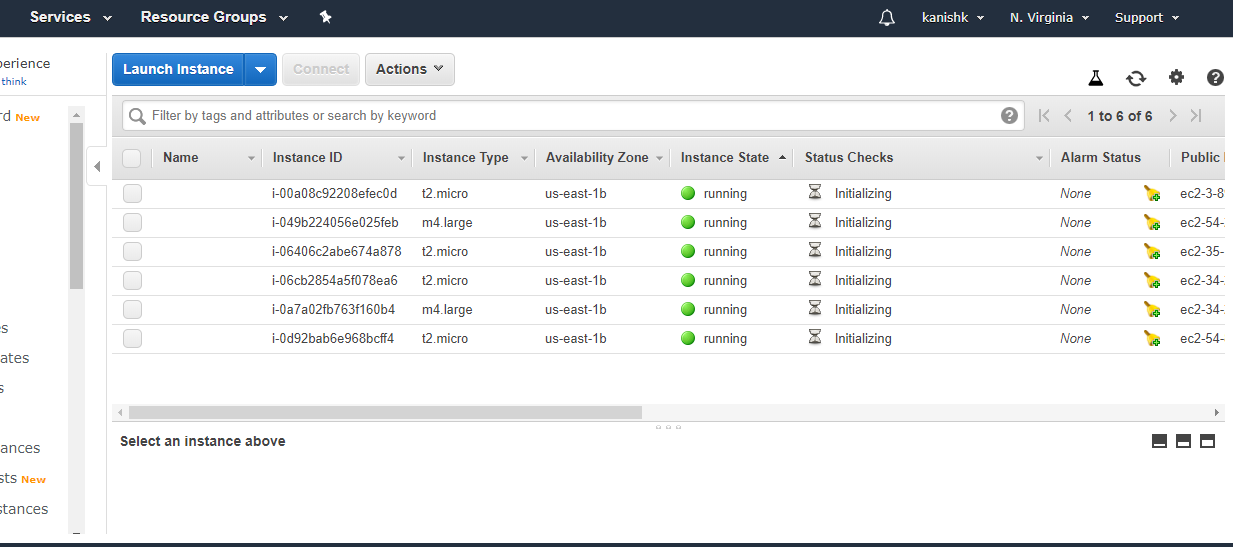 Services Resource Groups kanishk N. Virginia Support
perience
think
rd New
es
ates
s
ances
sts New
stances
Launch Instance Connect Actions
Filter by tags and attributes or search by keyword 1 to 6 of 6
Name Instance ID Instance Type Availability Zone Instance State Status Checks Alarm Status Public
i-00a08c92208efec0d t2.micro us-east-1b running Initializing None ec2-3-8
i-049b224056e025feb m4.large us-east-1b running Initializing None ec2-54-
i-06406c2abe674a878 t2.micro us-east-1b running Initializing None ec2-35-
i-06cb2854a5f078ea6 t2.micro us-east-1b running Initializing None ec2-34-
i-0a7a02fb763f160b4 m4.large us-east-1b running Initializing None ec2-34-
i-0d92bab6e968bcff4 t2.micro us-east-1b running Initializing None ec2-54-
Select an instance above